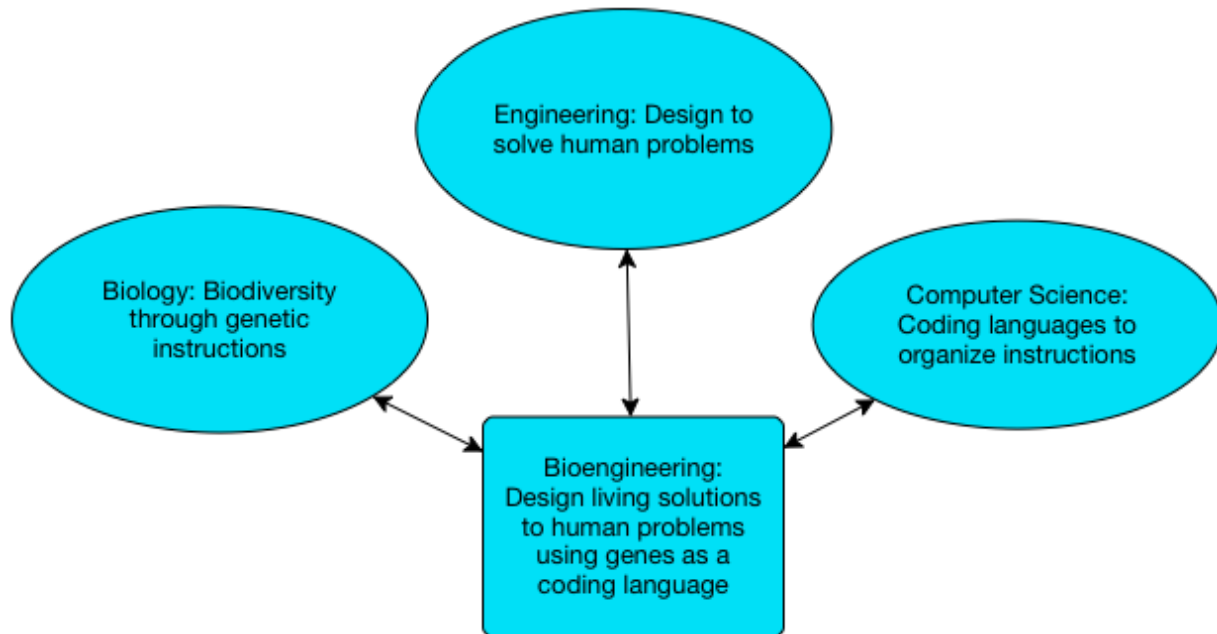 Engineering: Design to
solve human problems
Biology: Biodiversity
through genetic
instructions
Computer Science:
Coding languages to
organize instructions
Bioengineering:
Design living solutions
to human problems
using genes as a
coding language